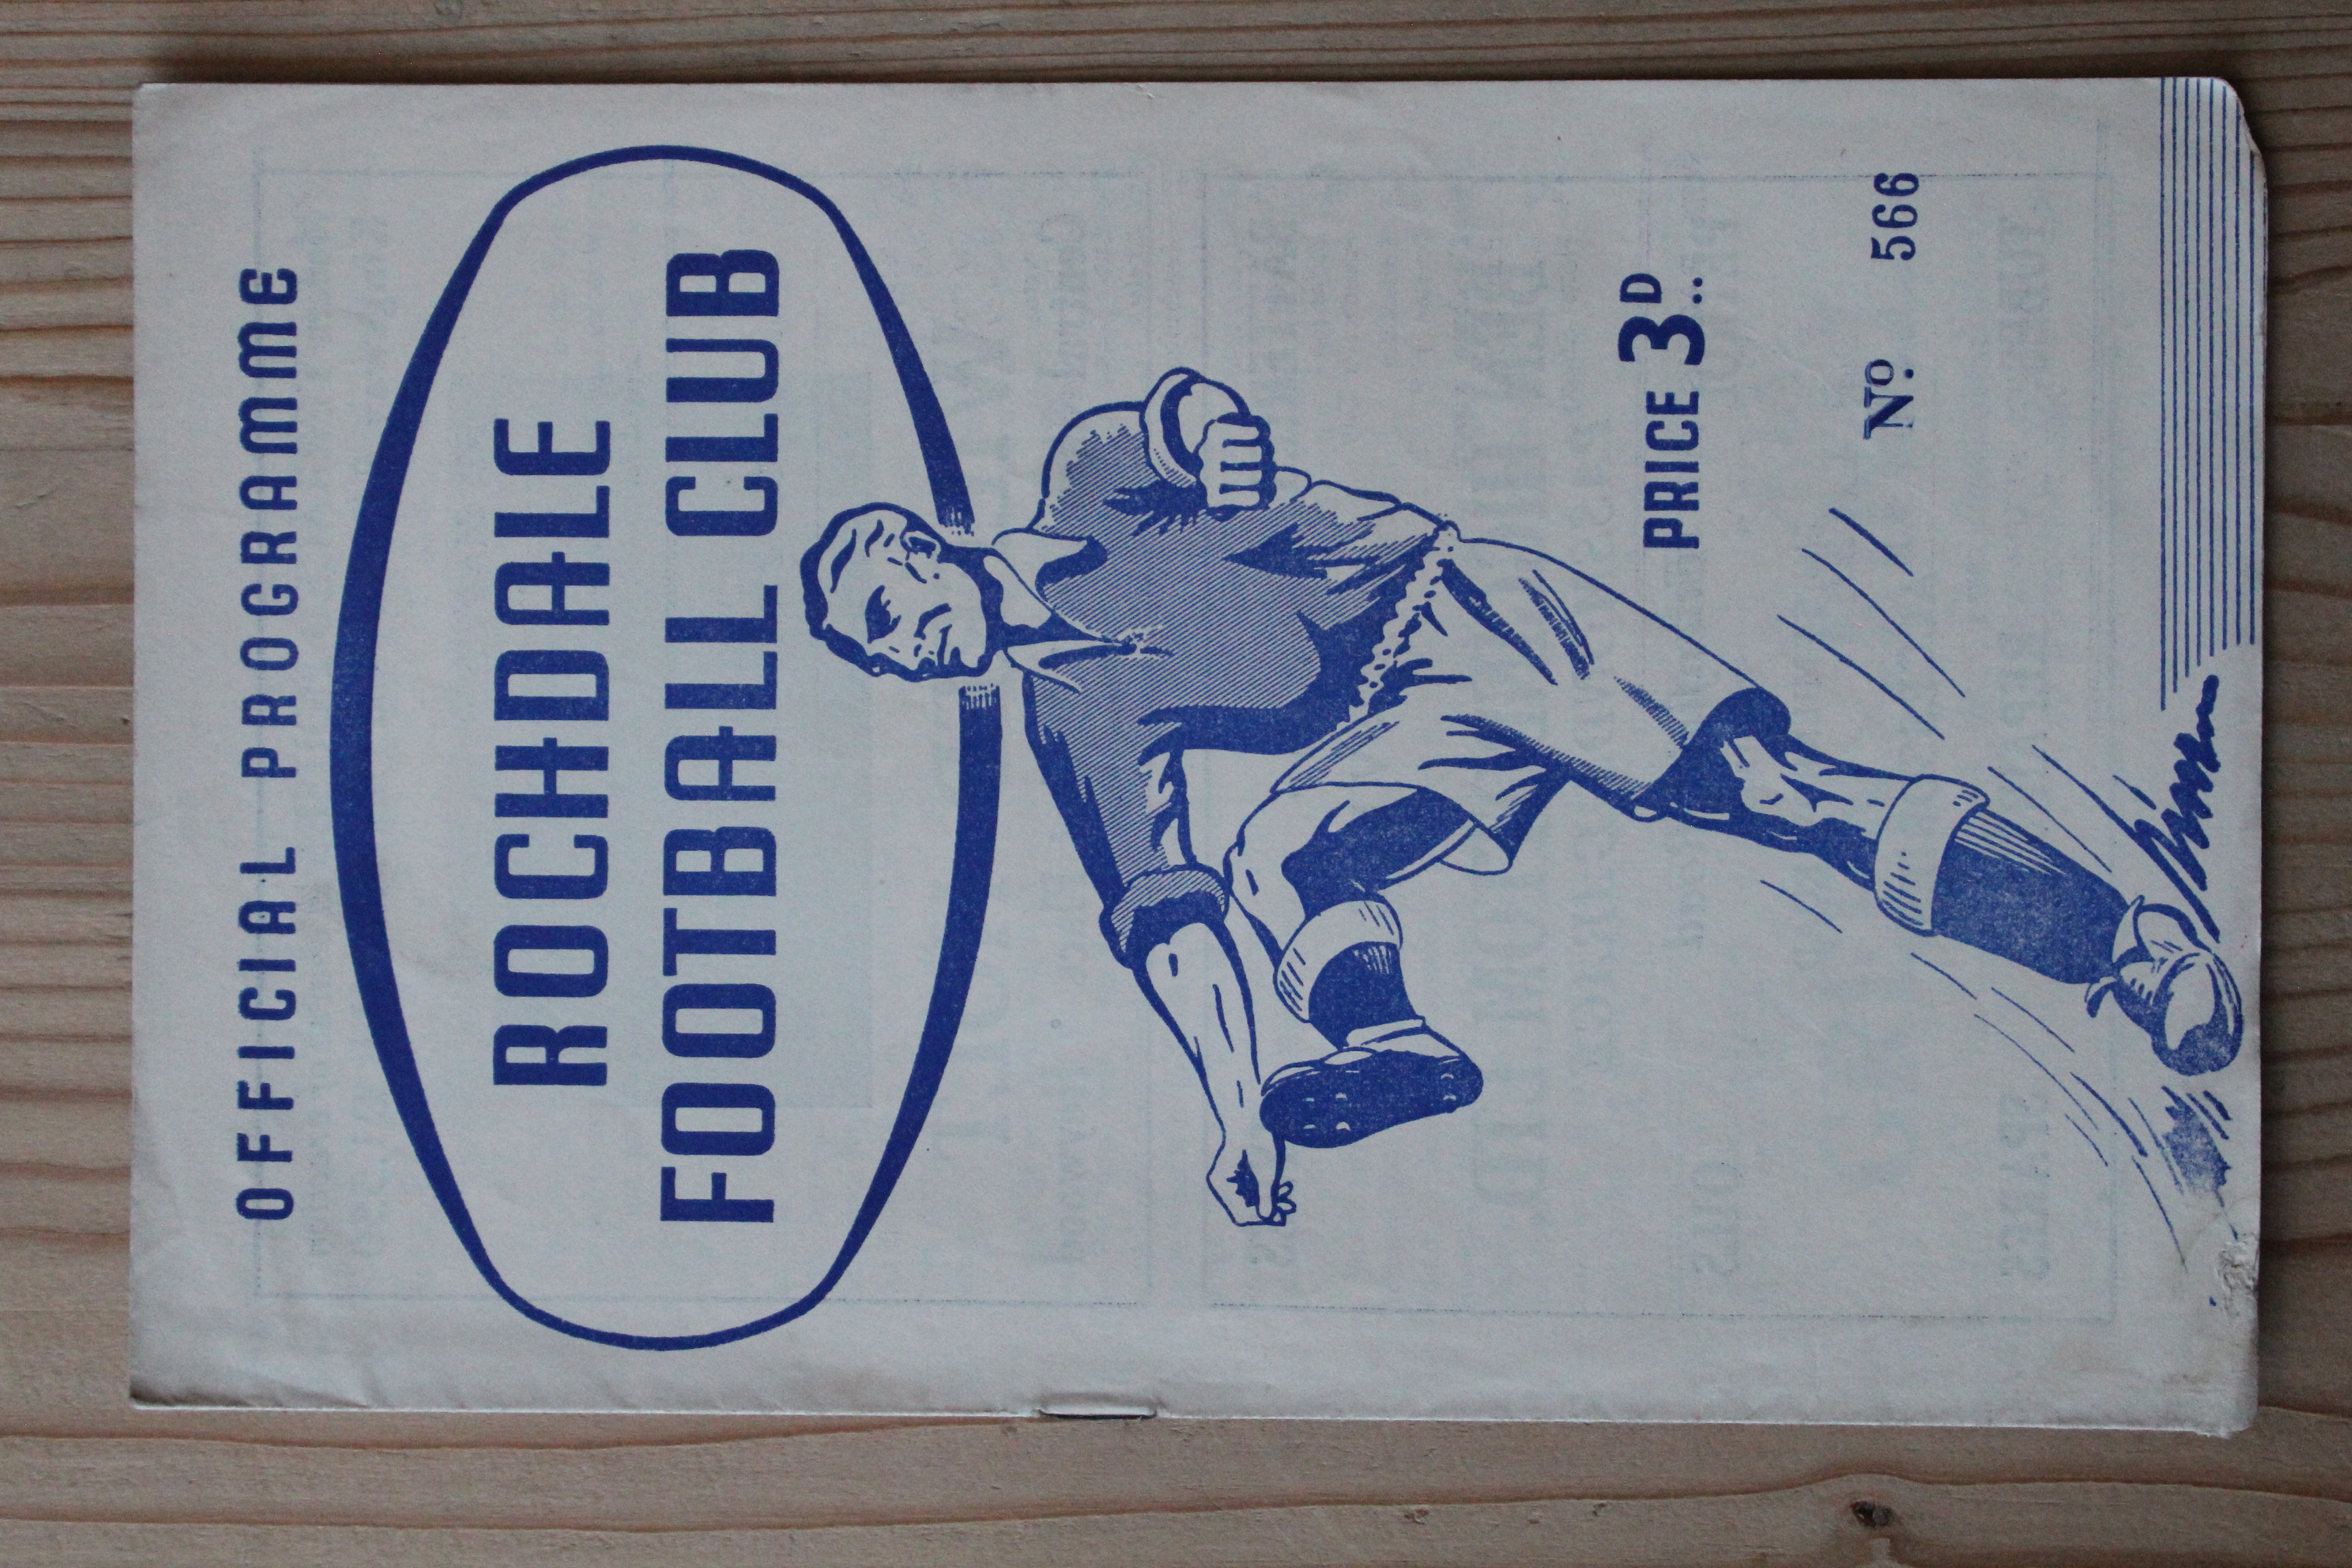 OFFICIAL PROGRAMME
ROCHDALE
FOOTBALL CLUB
PRICE 3D..
No. 566